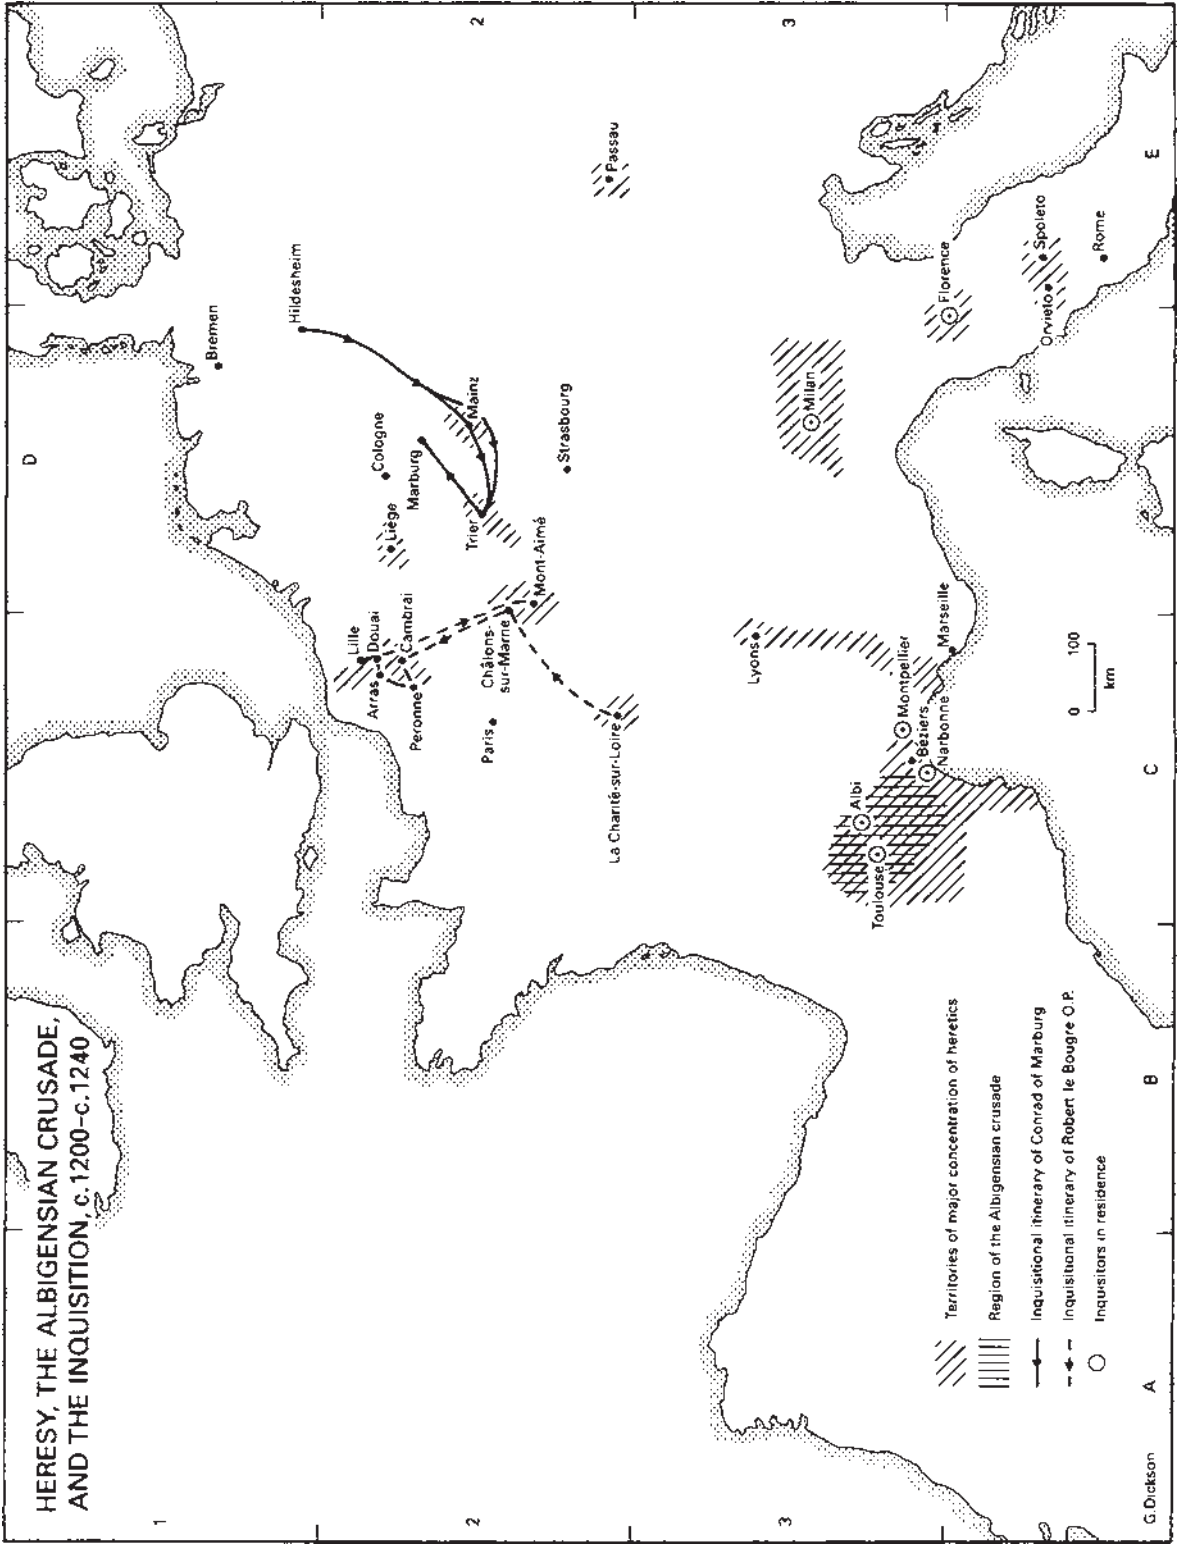 HERESY, THE ALBIGENSIAN CRUSADE,
AND THE INQUISITION, c.1200–c.1240
D
1
2
3
2
3
Bremen
Hildesheim
Cologne
Marburg
Mainz
Liège
Trier
Strasbourg
Passau
Lille
Douai
Cambrai
Arras
Peronne
Paris
Châlons-
sur-Marne
Mont-Aimé
La Charité-sur-Loire
Lyons
Milan
Florence
Orvieto
Spoleto
Rome
Albi
Toulouse
Montpellier
Béziers
Narbonne
Marseille
0 100
km
Territories of major concentration of heretics
Region of the Albigensian crusade
Inquisitional itinerary of Conrad of Marburg
Inquisitional itinerary of Robert le Bougre O.P.
Inquisitors in residence
G.Dickson
A
B
C
E